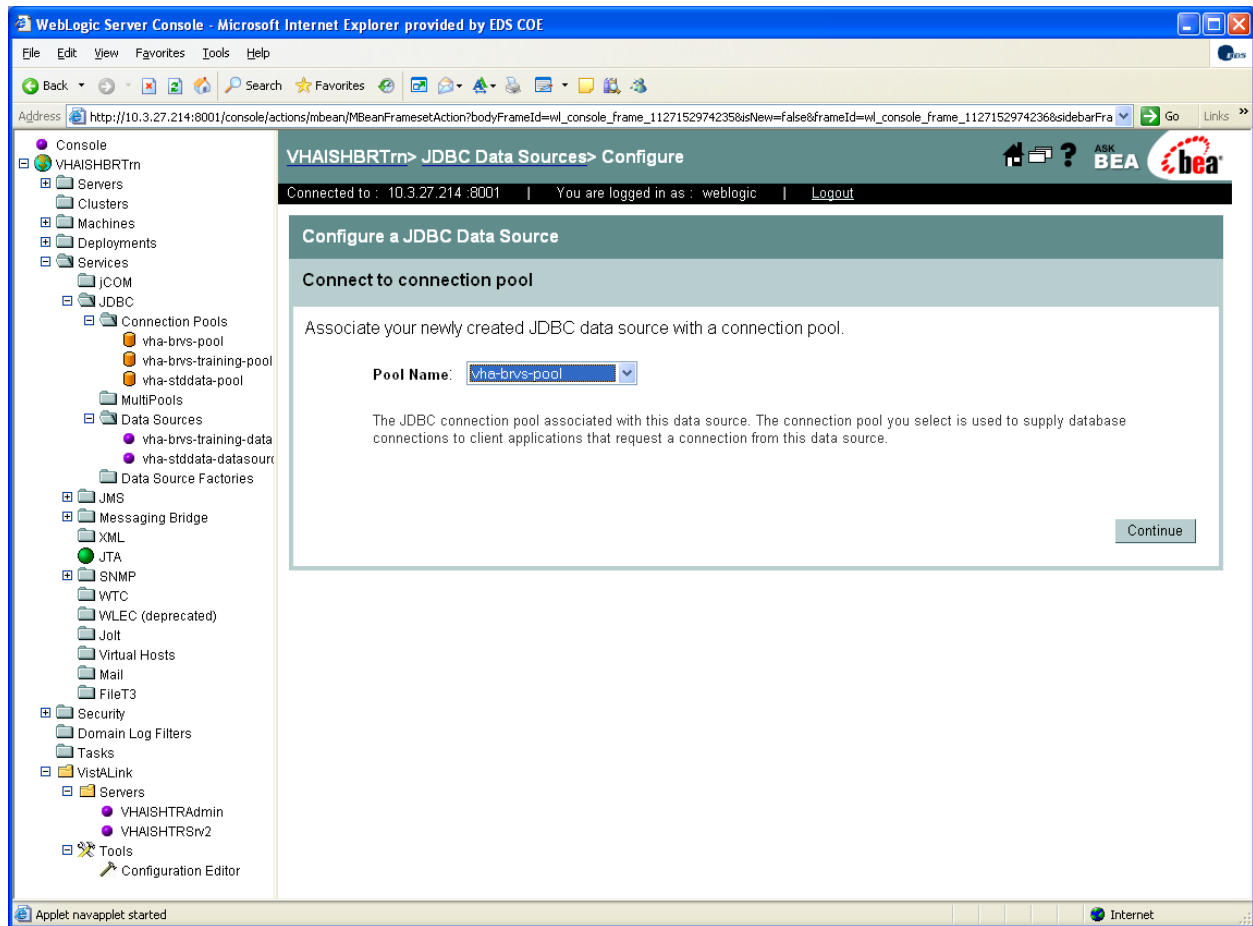 WebLogic Server Console - Microsoft Internet Explorer provided by EDS COE
File Edit View Favorites Tools Help
EDS
Back Search Favorites
Address http://10.3.27.214:8001/console/actions/mbean/MBeanFramesetAction?bodyFrameId=wl_console_frame_1127152974235&isNew=false&frameId=wl_console_frame_1127152974236&sidebarFra Go Links »
Console
VHAISHBRTrn
Servers
Clusters
Machines
Deployments
Services
jCOM
JDBC
Connection Pools
vha-brvs-pool
vha-brvs-training-pool
vha-stddata-pool
MultiPools
Data Sources
vha-brvs-training-data
vha-stddata-datasourc
Data Source Factories
JMS
Messaging Bridge
XML
JTA
SNMP
WTC
WLEC (deprecated)
Jolt
Virtual Hosts
Mail
FileT3
Security
Domain Log Filters
Tasks
VistALink
Servers
VHAISHTRAdmin
VHAISHTRSrv2
Tools
Configuration Editor
VHAISHBRTrn> JDBC Data Sources> Configure
? ASK BEA bea
Connected to : 10.3.27.214 :8001 | You are logged in as : weblogic | Logout
Configure a JDBC Data Source
Connect to connection pool
Associate your newly created JDBC data source with a connection pool.
Pool Name: vha-brvs-pool
The JDBC connection pool associated with this data source. The connection pool you select is used to supply database
connections to client applications that request a connection from this data source.
Continue
Applet navapplet started Internet